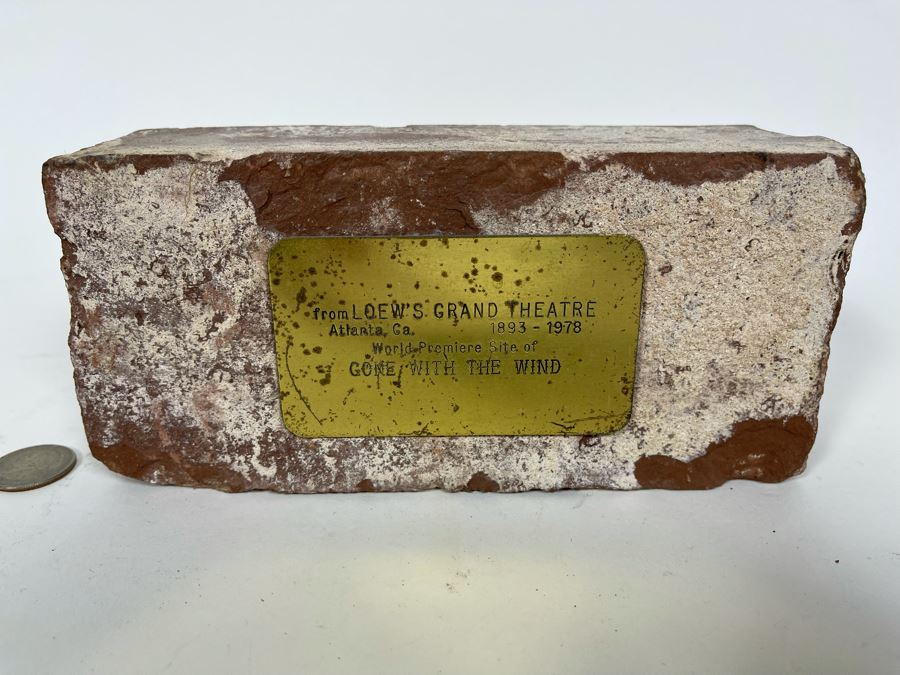 from LOEW'S GRAND THEATRE
Atlanta, Ga. 1893 - 1978
World Premiere Site of
GONE WITH THE WIND